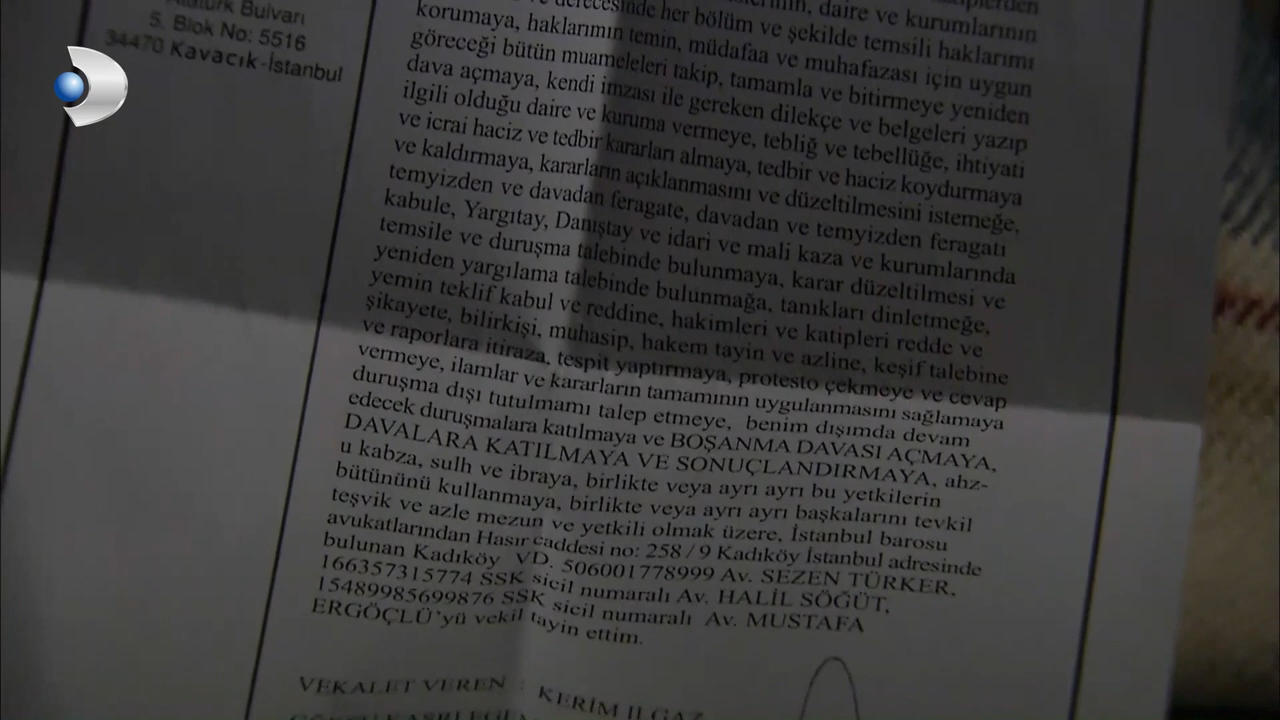 Atatürk Bulvarı
5. Blok No: 5516
34470 Kavacık-İstanbul
derecesinde her bölüm ve şekilde temsili haklarımı
korumaya, haklarımın temin, müdafaa ve muhafazası için uygun
göreceği bütün muameleleri takip, tamamla ve bitirmeye yeniden
dava açmaya, kendi imzası ile gereken dilekçe ve belgeleri yazıp
ilgili olduğu daire ve kuruma vermeye, tebliğ ve tebellüğe, ihtiyati
ve icrai haciz ve tedbir kararları almaya, tedbir ve haciz koydurmaya
ve kaldırmaya, kararların açıklanmasını ve düzeltilmesini istemeğe,
temyizden ve davadan feragate, davadan ve temyizden feragatı
kabule, Yargıtay, Danıştay ve idari ve mali kaza ve kurumlarında
temsile ve duruşma talebinde bulunmaya, karar düzeltilmesi ve
yeniden yargılama talebinde bulunmağa, tanıkları dinletmeğe,
yemin teklif kabul ve reddine, hakimleri ve katipleri redde ve
şikayete, bilirkişi, muhasip, hakem tayin ve azline, keşif talebine
ve raporlara itiraza, tespit yaptırmaya, protesto çekmeye ve cevap
vermeye, ilamlar ve kararların tamamının uygulanmasını sağlamaya
duruşma dışı tutulmamı talep etmeye, benim dışımda devam
edecek duruşmalara katılmaya ve BOŞANMA DAVASI AÇMAYA,
DAVALARA KATILMAYA VE SONUÇLANDIRMAYA, ahz-
u kabza, sulh ve ibraya, birlikte veya ayrı ayrı bu yetkilerin
bütününü kullanmaya, birlikte veya ayrı ayrı başkalarını tevkil
teşvik ve azle mezun ve yetkili olmak üzere, İstanbul barosu
avukatlarından Hasır caddesi no: 258 / 9 Kadıköy İstanbul adresinde
bulunan Kadıköy VD. 506001778999 Av. SEZEN TÜRKER,
166357315774 SSK sicil numaralı Av. HALİL SÖĞÜT,
15489985699876 SSK sicil numaralı Av. MUSTAFA
ERGÖÇLÜ'yü vekil tayin ettim.
VEKALET VEREN : KERİM ILGAZ